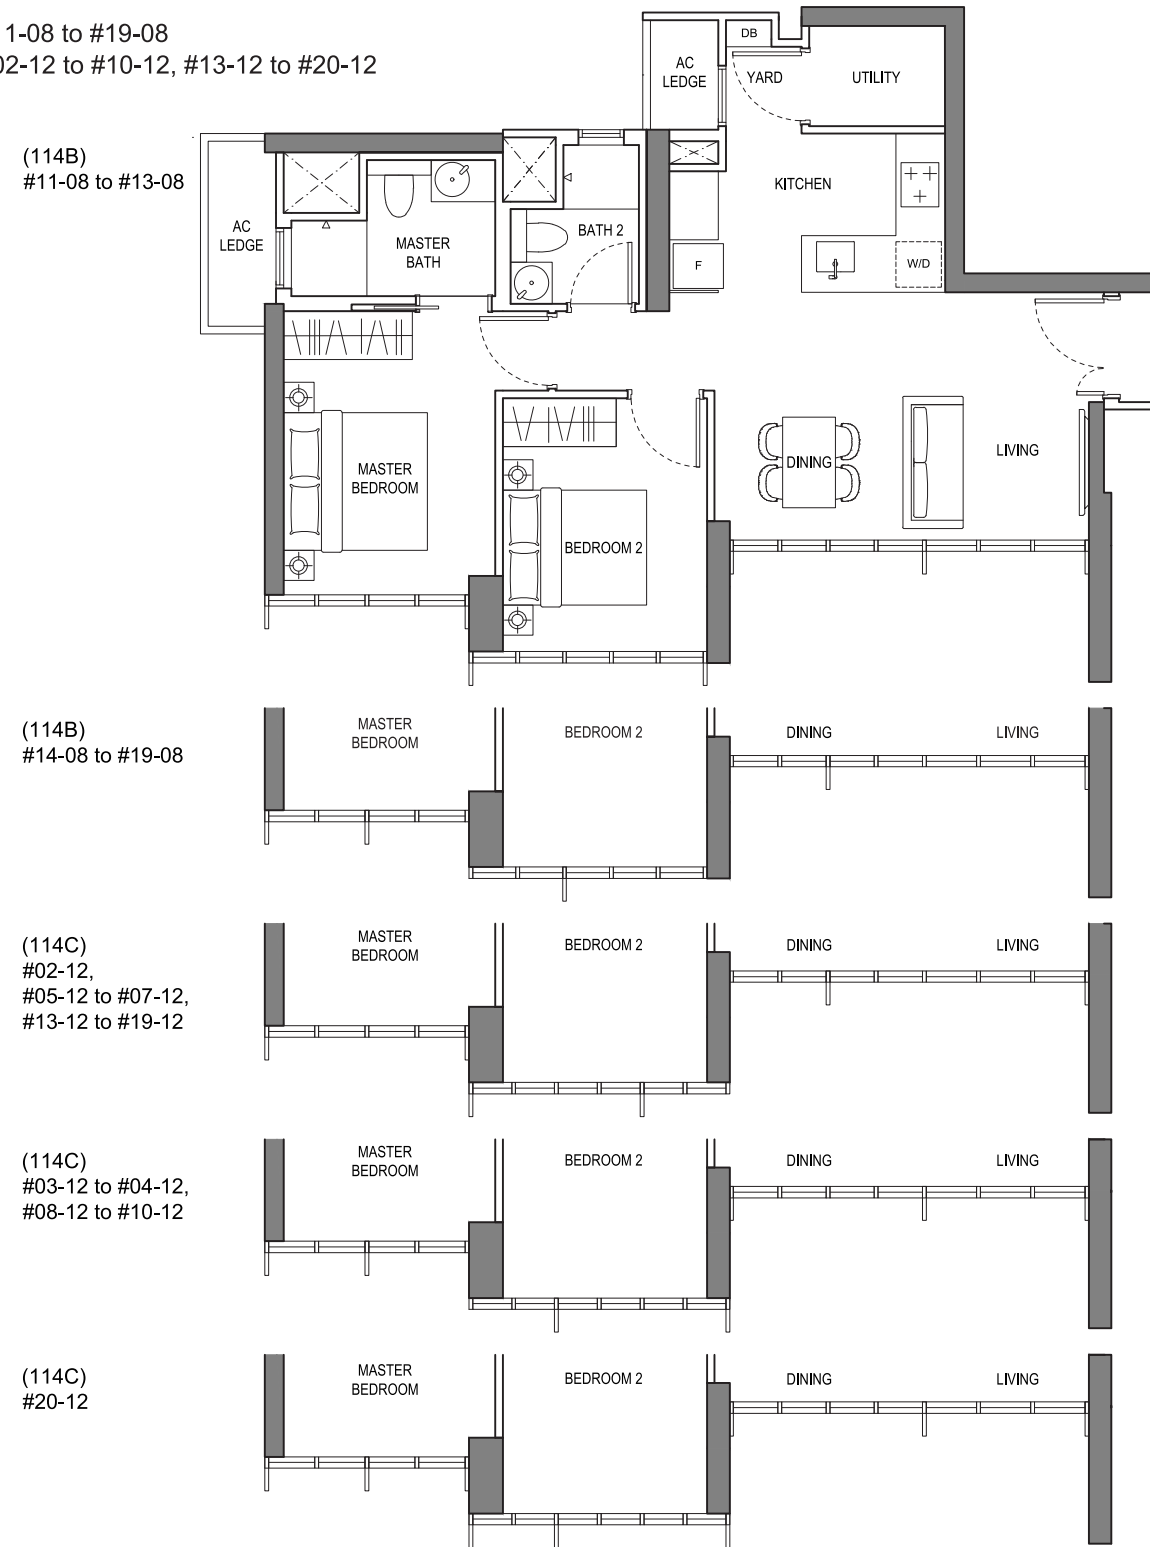 1-08 to #19-08
02-12 to #10-12, #13-12 to #20-12
DB
AC
LEDGE
YARD
UTILITY
(114B)
#11-08 to #13-08
KITCHEN
AC
LEDGE
MASTER
BATH
BATH 2
F
W/D
MASTER
BEDROOM
DINING
LIVING
BEDROOM 2
(114B)
#14-08 to #19-08
MASTER
BEDROOM
BEDROOM 2
DINING
LIVING
(114C)
#02-12,
#05-12 to #07-12,
#13-12 to #19-12
MASTER
BEDROOM
BEDROOM 2
DINING
LIVING
(114C)
#03-12 to #04-12,
#08-12 to #10-12
MASTER
BEDROOM
BEDROOM 2
DINING
LIVING
(114C)
#20-12
MASTER
BEDROOM
BEDROOM 2
DINING
LIVING